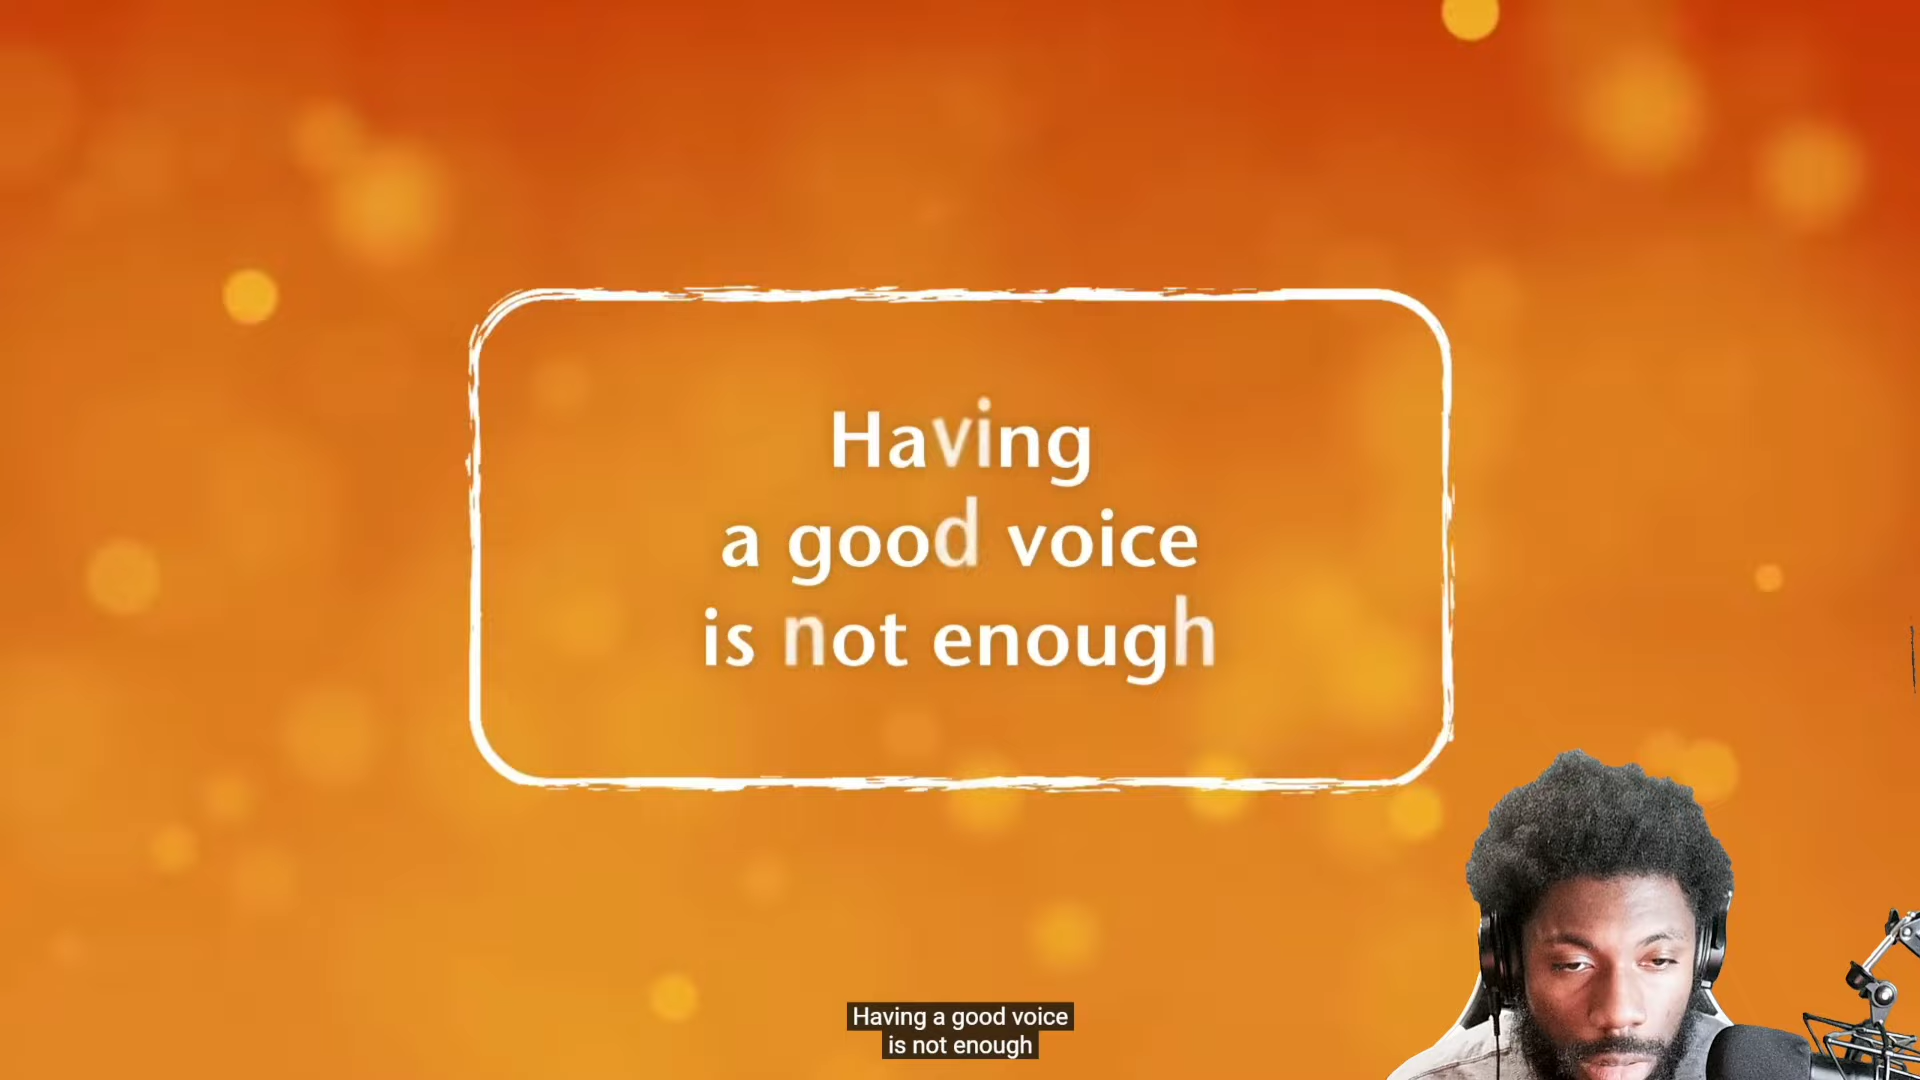 Having
a good voice
is not enough
Having a good voice
is not enough